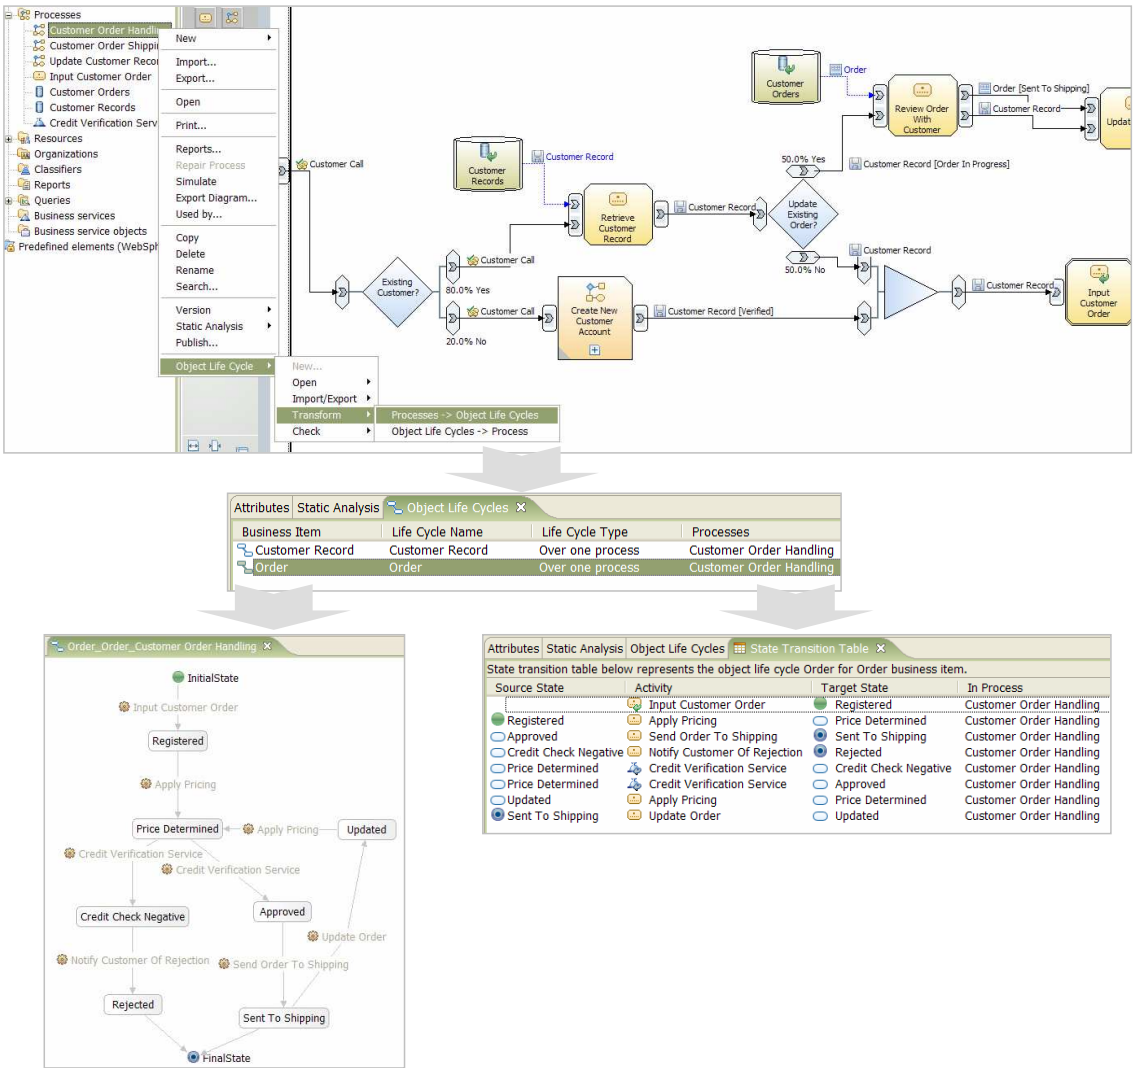 Processes
Customer Order Handlin
Customer Order Shippin
Update Customer Recor
Input Customer Order
Customer Orders
Customer Records
Credit Verification Serv
Resources
Organizations
Classifiers
Reports
Queries
Business services
Business service objects
Predefined elements (WebSph
New
Import...
Export...
Open
Print...
Reports...
Repair Process
Simulate
Export Diagram...
Used by...
Copy
Delete
Rename
Search...
Version
Static Analysis
Publish...
Object Life Cycle
New...
Open
Import/Export
Transform
Check
Processes -> Object Life Cycles
Object Life Cycles -> Process
Customer Call
Existing
Customer?
80.0% Yes
20.0% No
Customer Call
Customer Call
Customer
Records
Customer Record
Retrieve
Customer
Record
Create New
Customer
Account
Customer Record
Customer Record [Verified]
Update
Existing
Order?
50.0% Yes
50.0% No
Customer Record [Order In Progress]
Customer Record
Customer
Orders
Order
Review Order
With
Customer
Order [Sent To Shipping]
Customer Record
Updat
Customer Record
Input
Customer
Order
Attributes Static Analysis Object Life Cycles
Business Item Life Cycle Name Life Cycle Type Processes
Customer Record Customer Record Over one process Customer Order Handling
Order Order Over one process Customer Order Handling
Order_Order_Customer Order Handling
InitialState
Input Customer Order
Registered
Apply Pricing
Price Determined
Apply Pricing
Updated
Credit Verification Service
Credit Verification Service
Credit Check Negative
Approved
Update Order
Notify Customer Of Rejection
Send Order To Shipping
Rejected
Sent To Shipping
FinalState
Attributes Static Analysis Object Life Cycles State Transition Table
State transition table below represents the object life cycle Order for Order business item.
Source State Activity Target State In Process
Input Customer Order Registered Customer Order Handling
Registered Apply Pricing Price Determined Customer Order Handling
Approved Send Order To Shipping Sent To Shipping Customer Order Handling
Credit Check Negative Notify Customer Of Rejection Rejected Customer Order Handling
Price Determined Credit Verification Service Credit Check Negative Customer Order Handling
Price Determined Credit Verification Service Approved Customer Order Handling
Updated Apply Pricing Price Determined Customer Order Handling
Sent To Shipping Update Order Updated Customer Order Handling